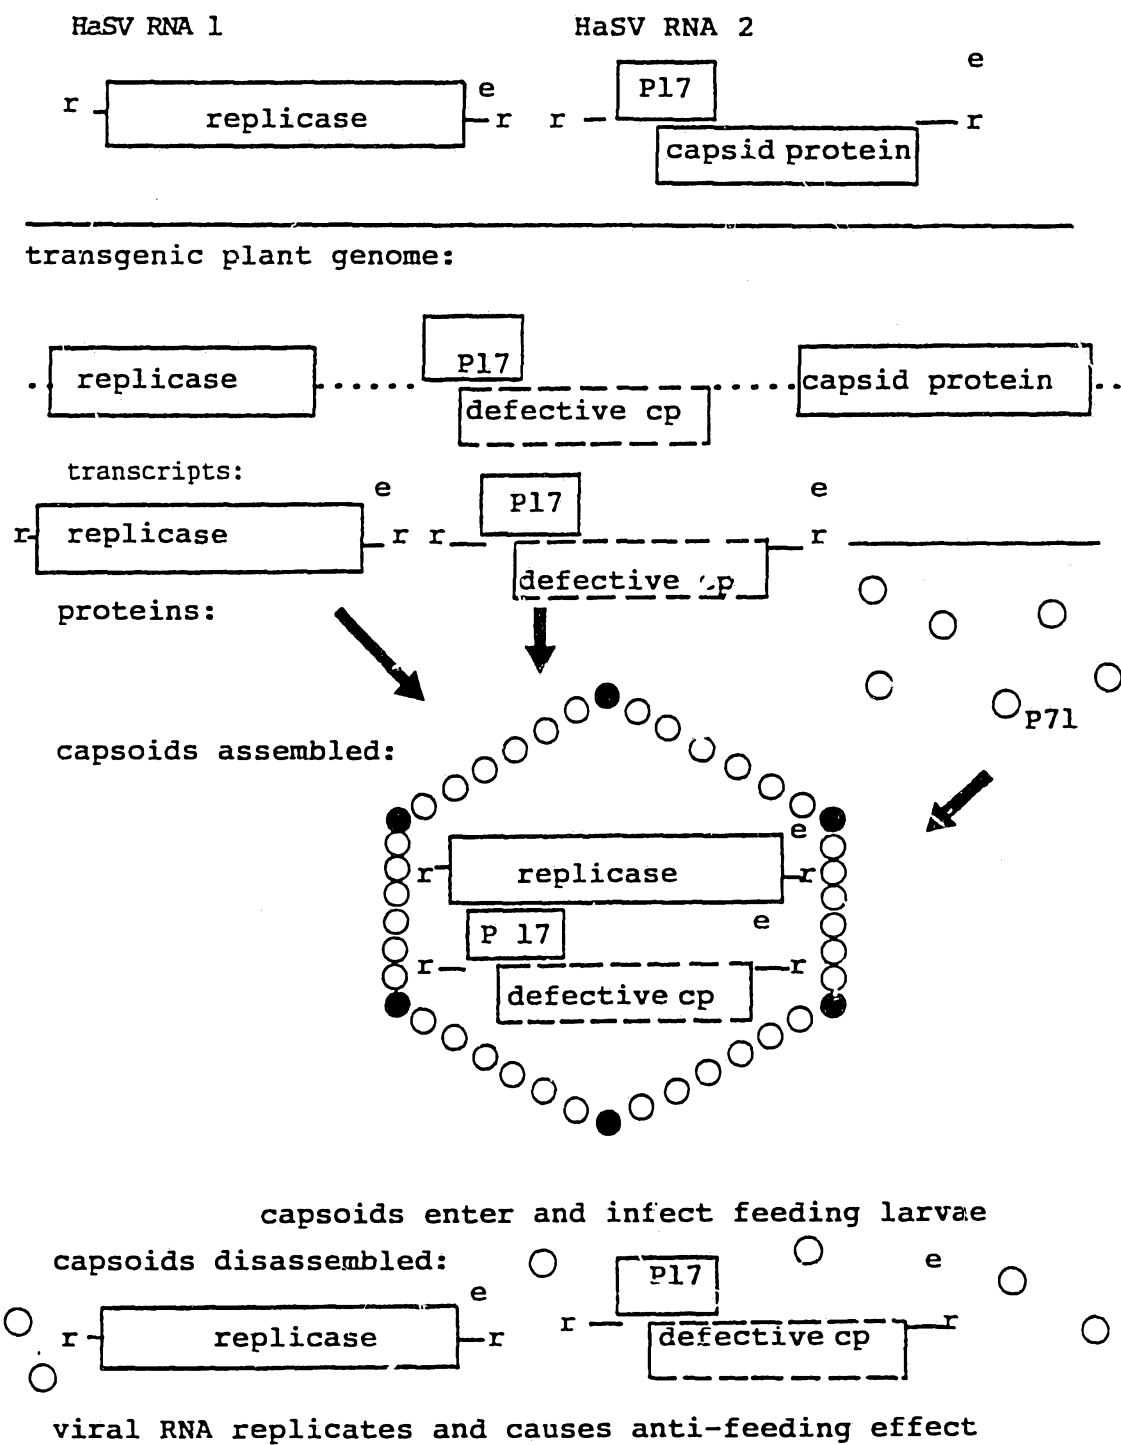 HaSV RNA 1 HaSV RNA 2
e
P17
r e
replicase r r r
capsid protein
transgenic plant genome:
P17
replicase capsid protein
defective cp
transcripts:
e P17 e
r replicase r r r
defective cp
proteins:
P71
capsoids assembled:
e
r replicase r
P 17 e
r r
defective cp
capsoids enter and infect feeding larvae
capsoids disassembled: P17 e
e
r replicase r r r
defective cp
viral RNA replicates and causes anti-feeding effect